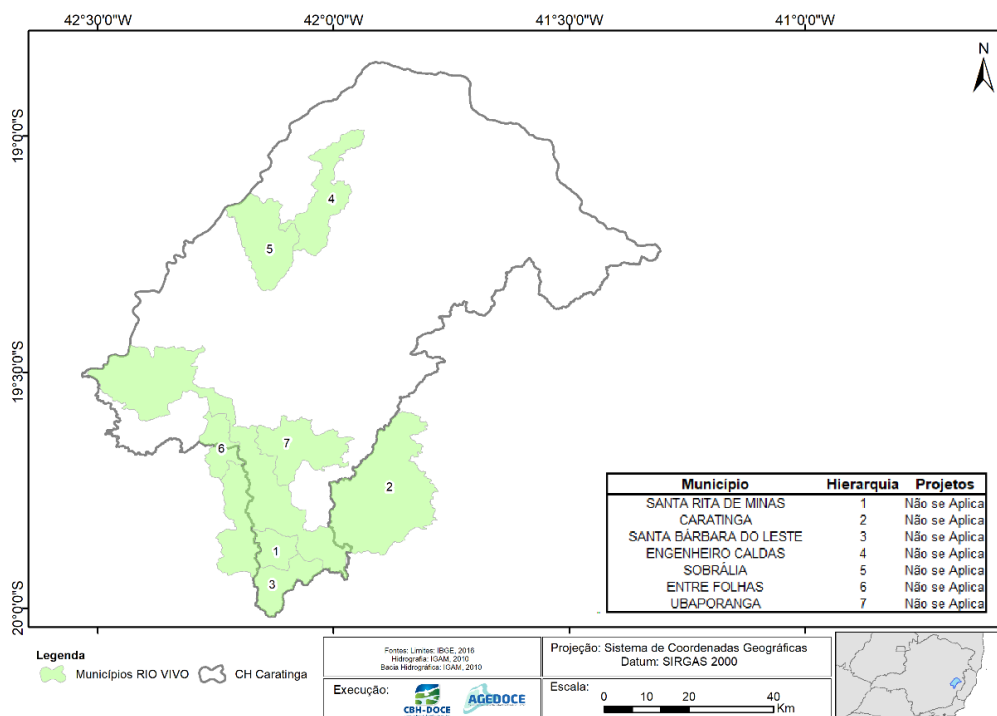 42°30'0"W 42°0'0"W 41°30'0"W 41°0'0"W
N
19°0'0"S
4
5
19°30'0"S
6
7
2
1
3
20°0'0"S
Município Hierarquia Projetos
SANTA RITA DE MINAS 1 Não se Aplica
CARATINGA 2 Não se Aplica
SANTA BÁRBARA DO LESTE 3 Não se Aplica
ENGENHEIRO CALDAS 4 Não se Aplica
SOBRÁLIA 5 Não se Aplica
ENTRE FOLHAS 6 Não se Aplica
UBAPORANGA 7 Não se Aplica
Legenda
Municípios RIO VIVO CH Caratinga
Fontes: Limites: IBGE, 2016
Hidrografia: IGAM, 2010
Bacia Hidrográfica: IGAM, 2010
Execução:
CBH-DOCE
AGEDOCE
Projeção: Sistema de Coordenadas Geográficas
Datum: SIRGAS 2000
Escala:
0 10 20 40
Km